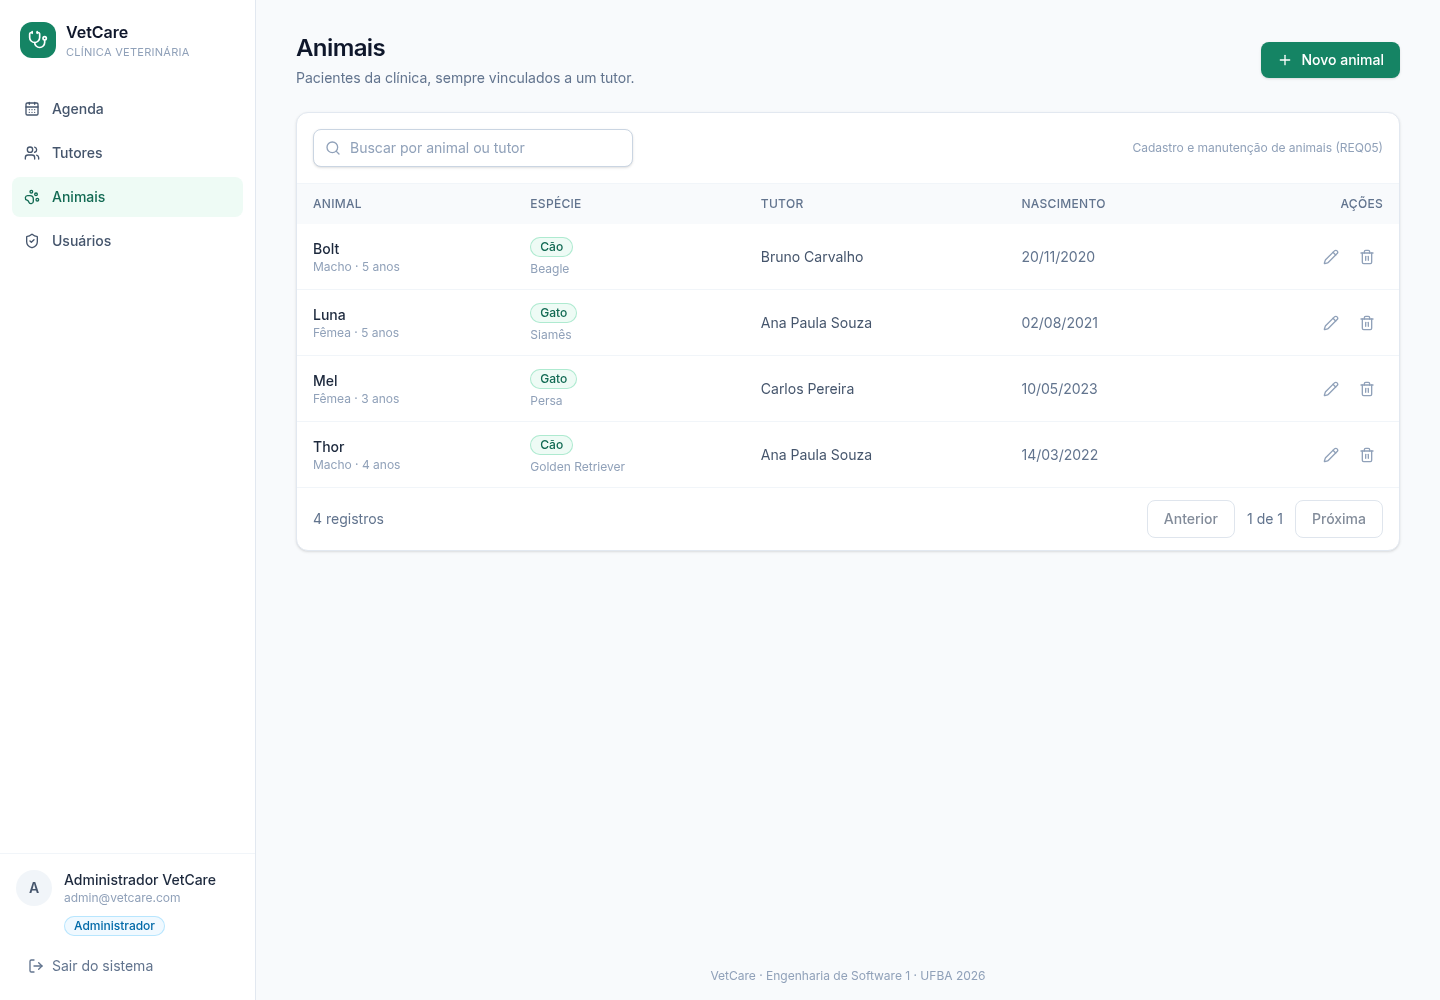 VetCare
CLÍNICA VETERINÁRIA
Agenda
Tutores
Animais
Usuários
A
Administrador VetCare
admin@vetcare.com
Administrador
Sair do sistema
Animais
Pacientes da clínica, sempre vinculados a um tutor.
Novo animal
Buscar por animal ou tutor
Cadastro e manutenção de animais (REQ05)
ANIMAL ESPÉCIE TUTOR NASCIMENTO AÇÕES
Bolt
Macho · 5 anos
Cão
Beagle
Bruno Carvalho
20/11/2020
Luna
Fêmea · 5 anos
Gato
Siamês
Ana Paula Souza
02/08/2021
Mel
Fêmea · 3 anos
Gato
Persa
Carlos Pereira
10/05/2023
Thor
Macho · 4 anos
Cão
Golden Retriever
Ana Paula Souza
14/03/2022
4 registros
Anterior
1 de 1
Próxima
VetCare · Engenharia de Software 1 · UFBA 2026